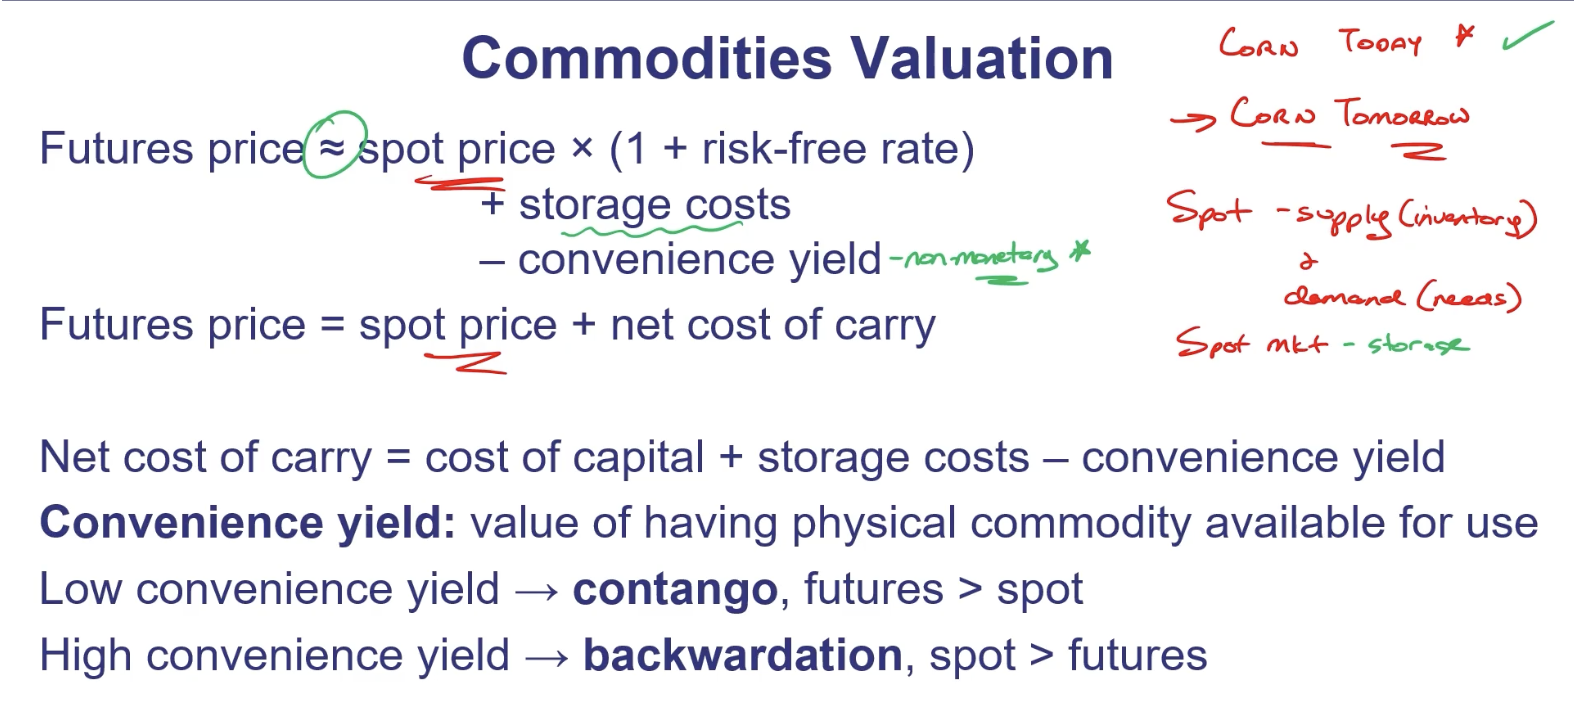 Commodities Valuation
Futures price ≈ spot price × (1 + risk-free rate)
+ storage costs
– convenience yield - non-monetary *
Futures price = spot price + net cost of carry
Net cost of carry = cost of capital + storage costs – convenience yield
Convenience yield: value of having physical commodity available for use
Low convenience yield → contango, futures > spot
High convenience yield → backwardation, spot > futures
CORN TODAY * ✓
→ CORN TOMORROW
Spot - supply (inventory)
&
demand (needs)
Spot mkt - storage